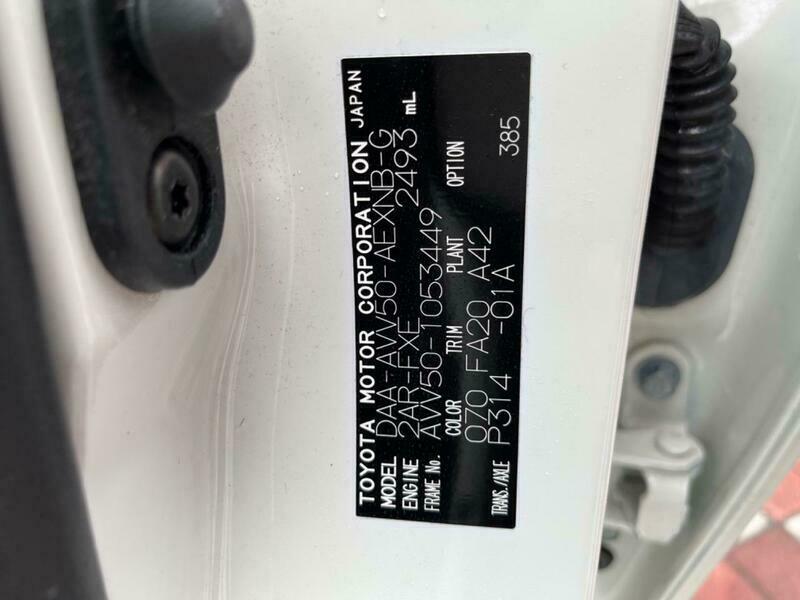 TOYOTA MOTOR CORPORATION JAPAN
MODEL DAA-AVV50-AEXNB-G
ENGINE 2AR-FXE 2493 mL
FRAME No. AVV50-1053449
COLOR TRIM PLANT OPTION
070 FA20 A42 385
TRANS./AXLE P314 -01A